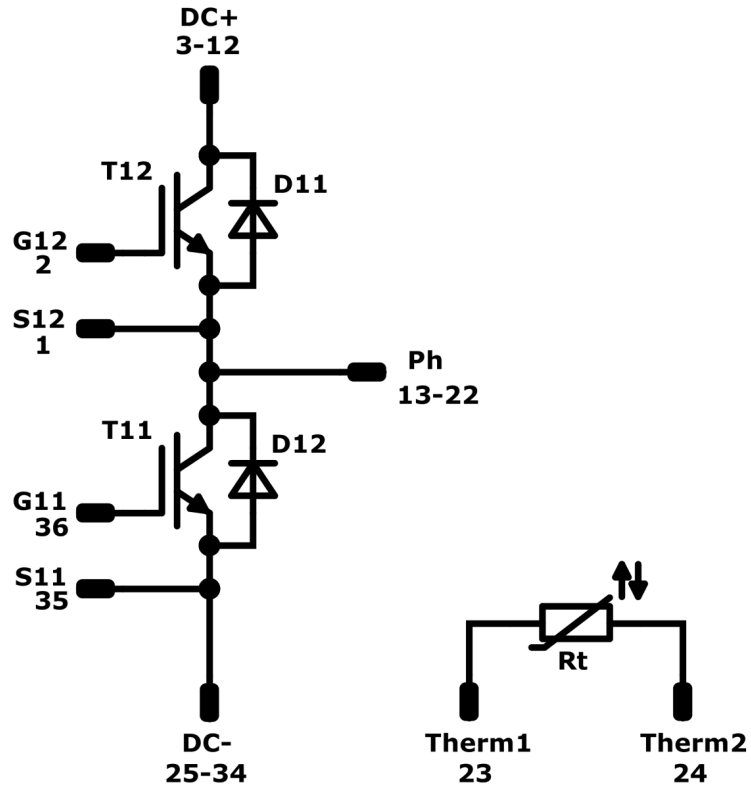 DC+
3-12
T12
D11
G12
2
S12
1
Ph
13-22
T11
D12
G11
36
S11
35
Rt
DC-
25-34
Therm1
23
Therm2
24